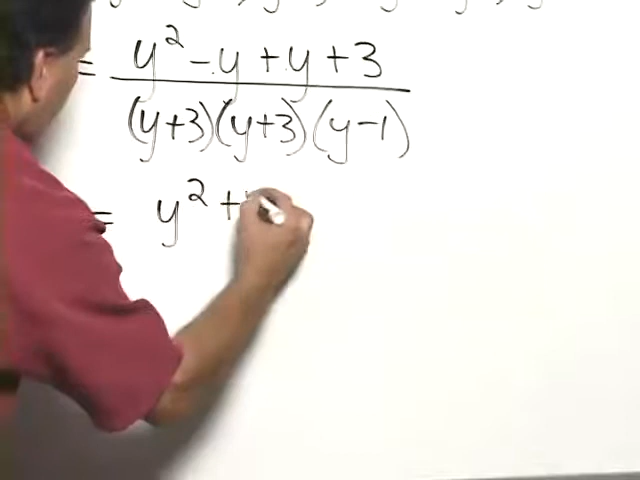 = y² - y + y + 3
(y+3)(y+3)(y-1)
= y² +